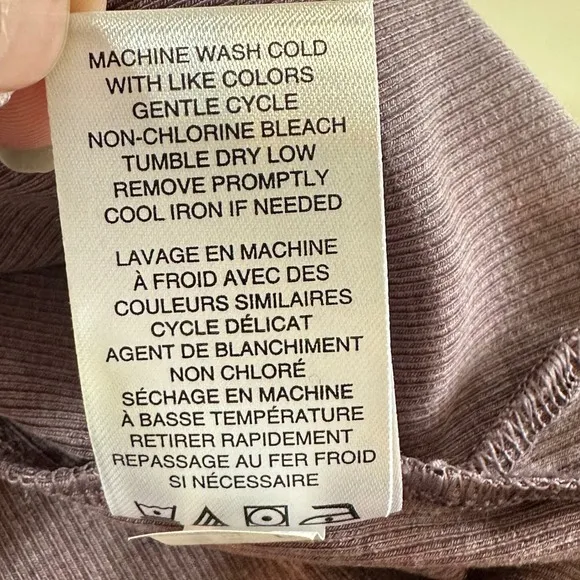 MACHINE WASH COLD
WITH LIKE COLORS
GENTLE CYCLE
NON-CHLORINE BLEACH
TUMBLE DRY LOW
REMOVE PROMPTLY
COOL IRON IF NEEDED
LAVAGE EN MACHINE
À FROID AVEC DES
COULEURS SIMILAIRES
CYCLE DÉLICAT
AGENT DE BLANCHIMENT
NON CHLORÉ
SÉCHAGE EN MACHINE
À BASSE TEMPÉRATURE
RETIRER RAPIDEMENT
REPASSAGE AU FER FROID
SI NÉCESSAIRE